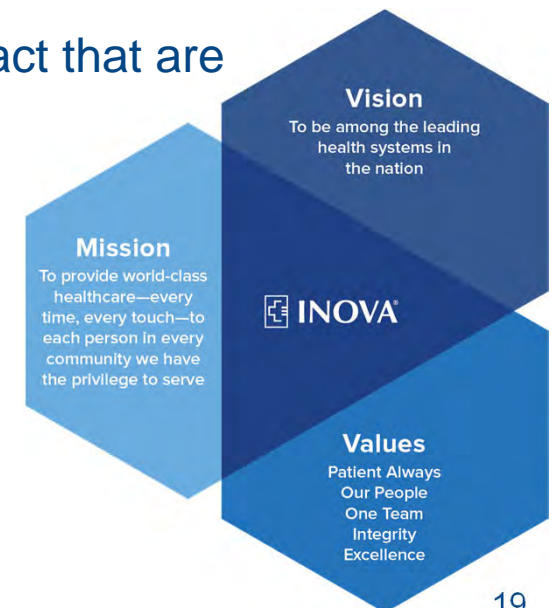 act that are
Vision
To be among the leading
health systems in
the nation
Mission
To provide world-class
healthcare—every
time, every touch—to
each person in every
community we have
the privilege to serve
INOVA®
Values
Patient Always
Our People
One Team
Integrity
Excellence
19